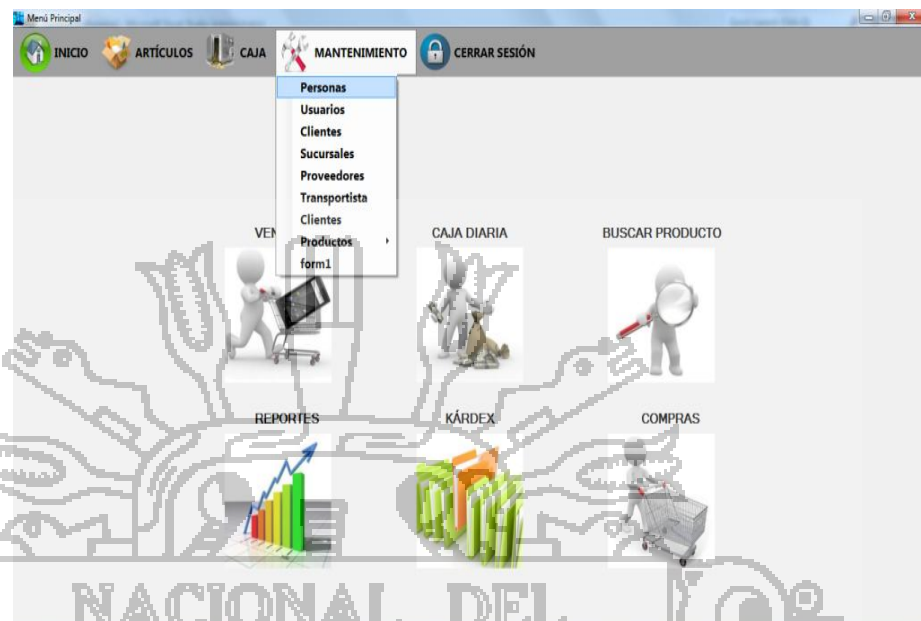 Menú Principal
INICIO ARTÍCULOS CAJA MANTENIMIENTO CERRAR SESIÓN
Personas
Usuarios
Clientes
Sucursales
Proveedores
Transportista
Clientes
Productos
form1
VEN CAJA DIARIA BUSCAR PRODUCTO
REPORTES KÁRDEX COMPRAS
NACIONAL DEL